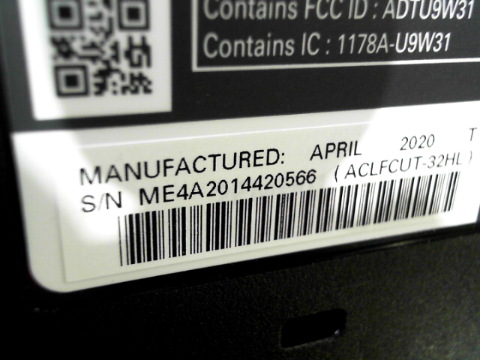 Contains FCC ID : ADTU9W31
Contains IC : 1178A-U9W31
MANUFACTURED: APRIL 2020 T
S/N ME4A2014420566 (ACLFCUT-32HL)